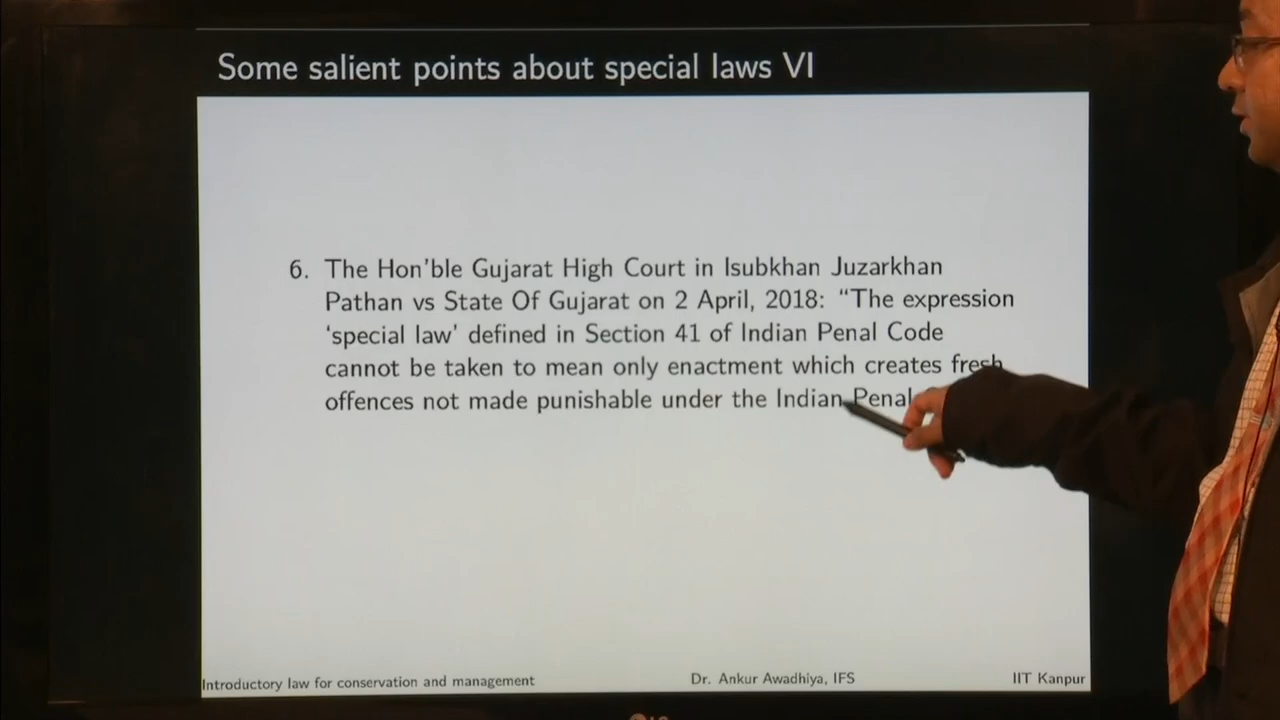 Some salient points about special laws VI
6. The Hon'ble Gujarat High Court in Isubkhan Juzarkhan
Pathan vs State Of Gujarat on 2 April, 2018: “The expression
‘special law’ defined in Section 41 of Indian Penal Code
cannot be taken to mean only enactment which creates fresh
offences not made punishable under the Indian Penal
Introductory law for conservation and management
Dr. Ankur Awadhiya, IFS
IIT Kanpur